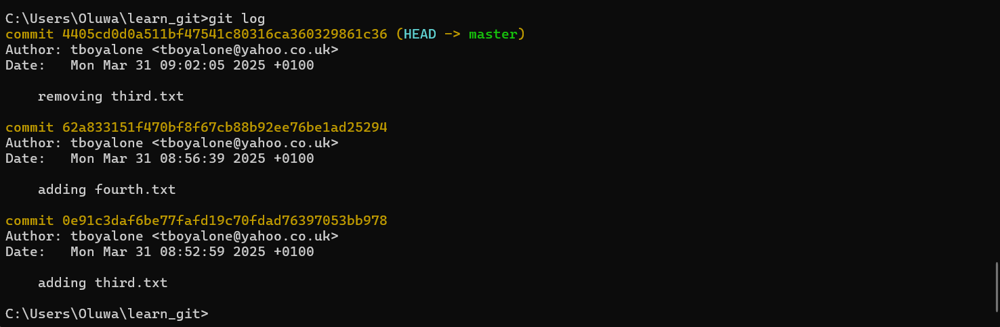 C:\Users\Oluwa\learn_git>git log
commit 4405cd0d0a511bf47541c80316ca360329861c36 (HEAD -> master)
Author: tboyalone <tboyalone@yahoo.co.uk>
Date:   Mon Mar 31 09:02:05 2025 +0100
    removing third.txt
commit 62a833151f470bf8f67cb88b92ee76be1ad25294
Author: tboyalone <tboyalone@yahoo.co.uk>
Date:   Mon Mar 31 08:56:39 2025 +0100
    adding fourth.txt
commit 0e91c3daf6be77fafd19c70fdad76397053bb978
Author: tboyalone <tboyalone@yahoo.co.uk>
Date:   Mon Mar 31 08:52:59 2025 +0100
    adding third.txt
C:\Users\Oluwa\learn_git>